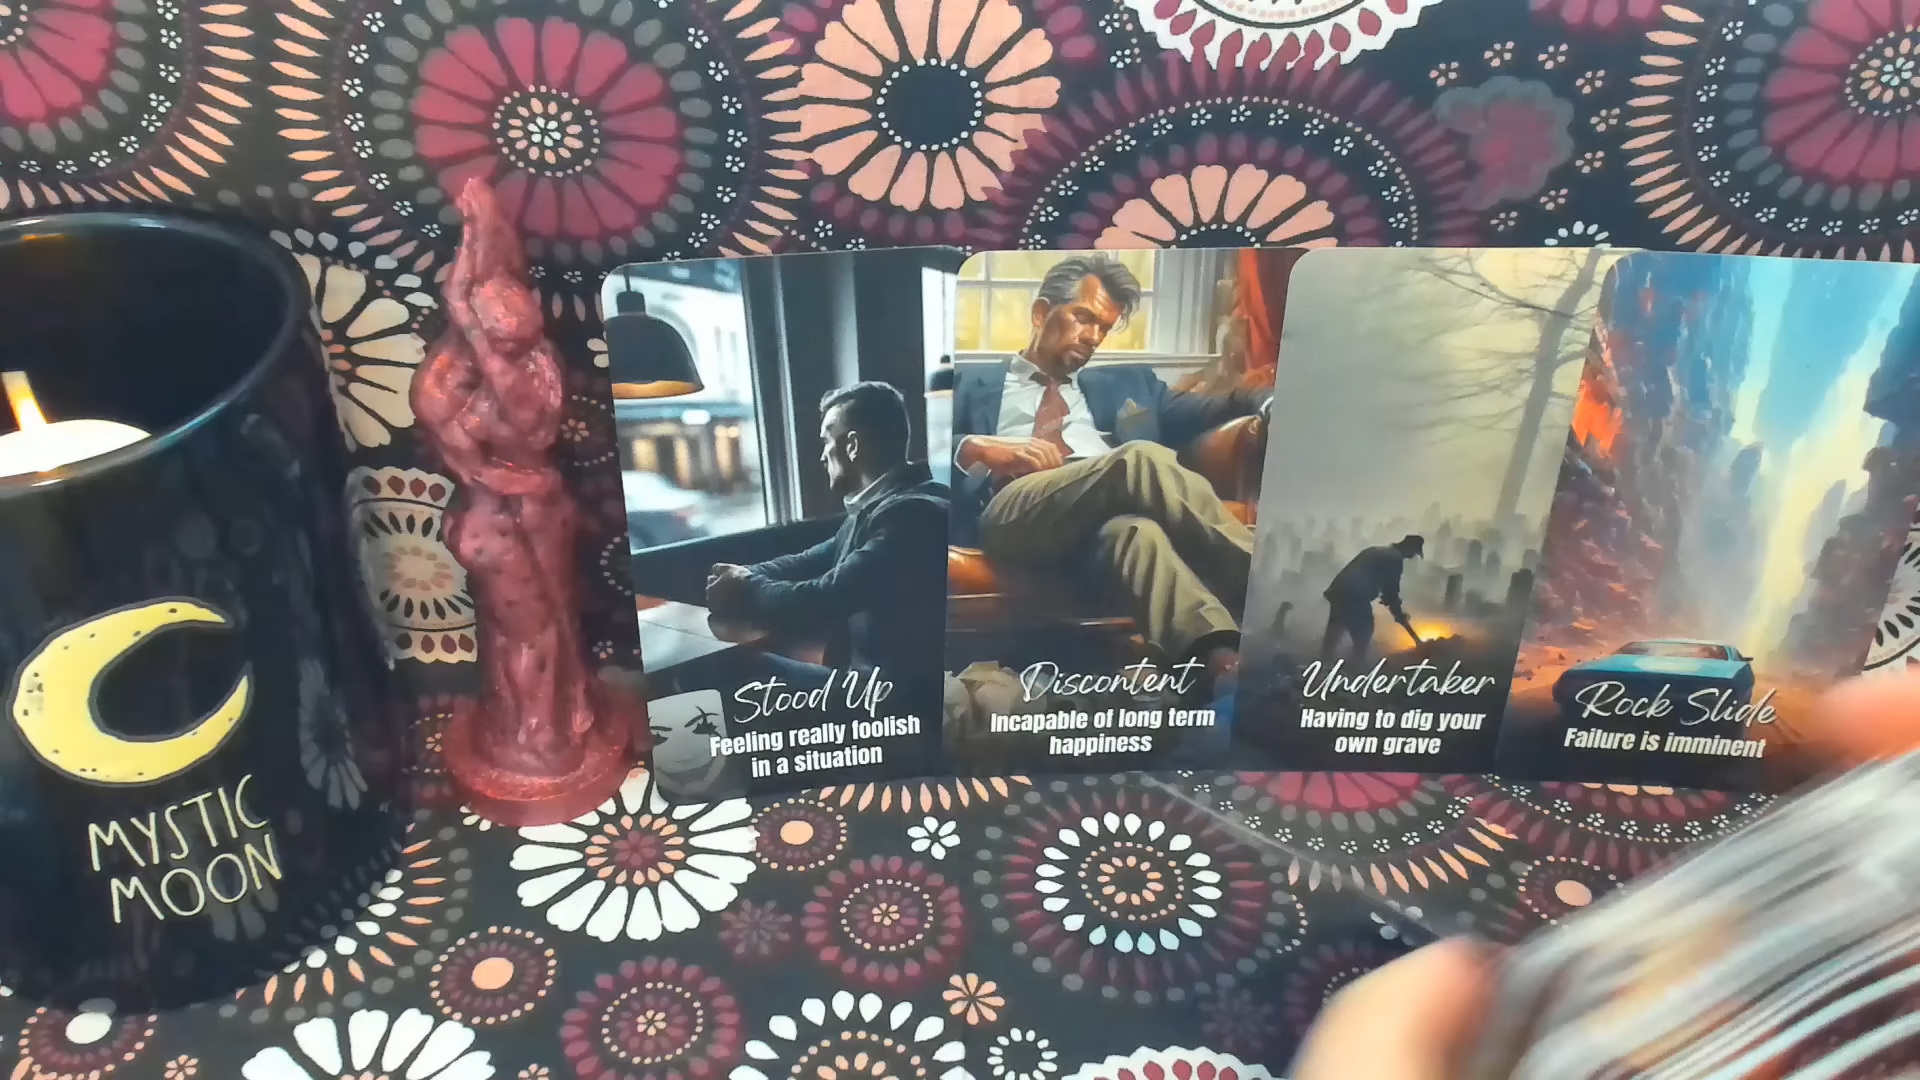 MYSTIC
MOON
Stood Up
Feeling really foolish
in a situation
Discontent
Incapable of long term
happiness
Undertaker
Having to dig your
own grave
Rock Slide
Failure is imminent